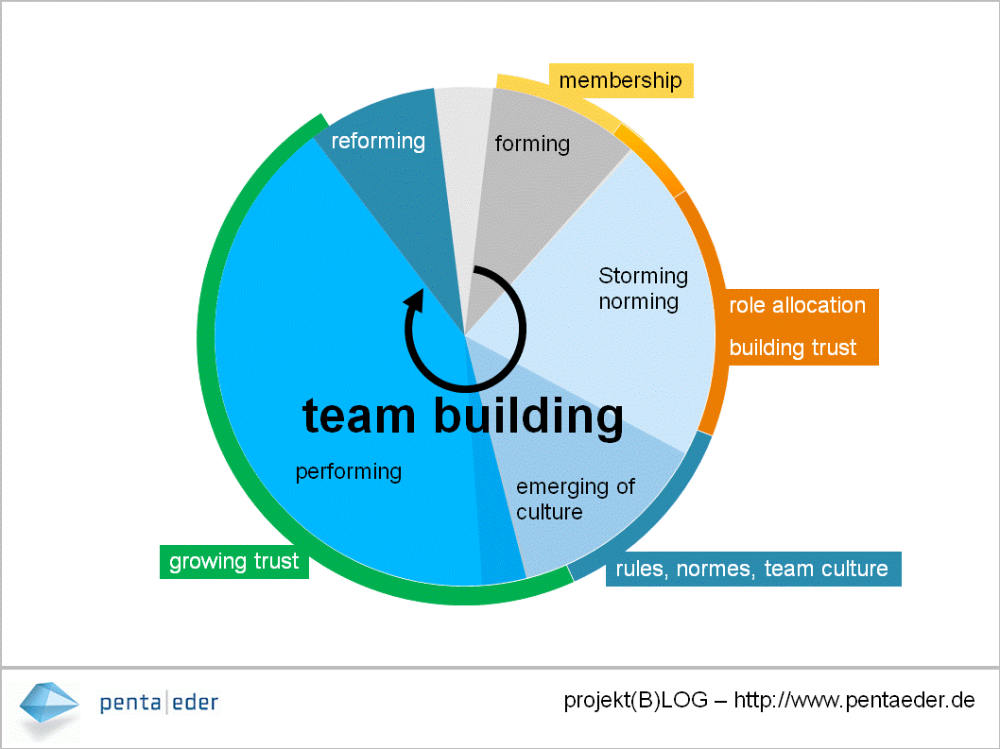 membership
reforming
forming
Storming
norming
role allocation
building trust
team building
performing
emerging of
culture
growing trust
rules, normes, team culture
penta|eder
projekt(B)LOG – http://www.pentaeder.de